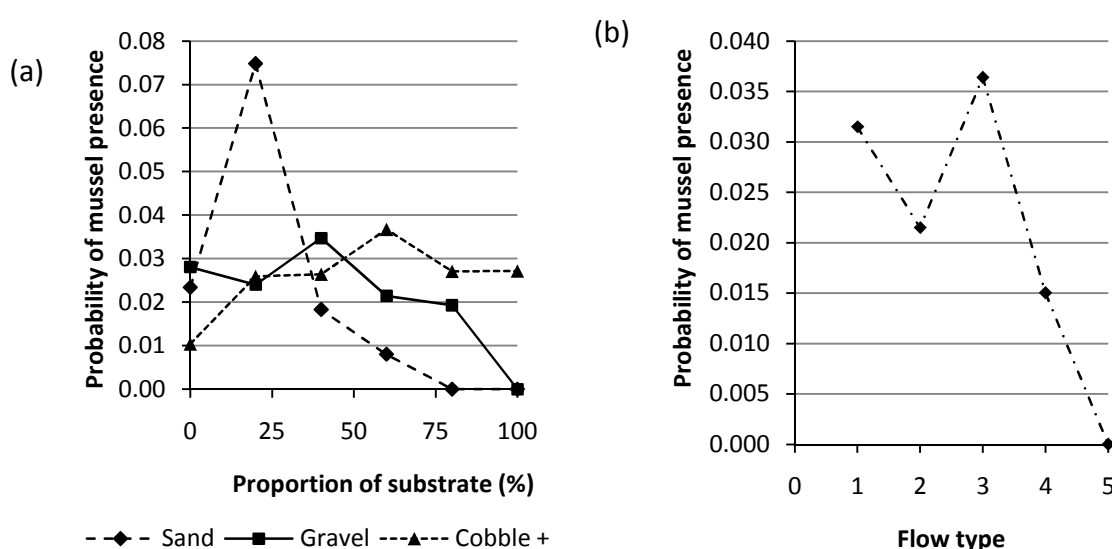 (a)
Probability of mussel presence
0.08
0.07
0.06
0.05
0.04
0.03
0.02
0.01
0.00
0 25 50 75 100
Proportion of substrate (%)
Sand Gravel Cobble +
(b)
Probability of mussel presence
0.040
0.035
0.030
0.025
0.020
0.015
0.010
0.005
0.000
0 1 2 3 4 5
Flow type